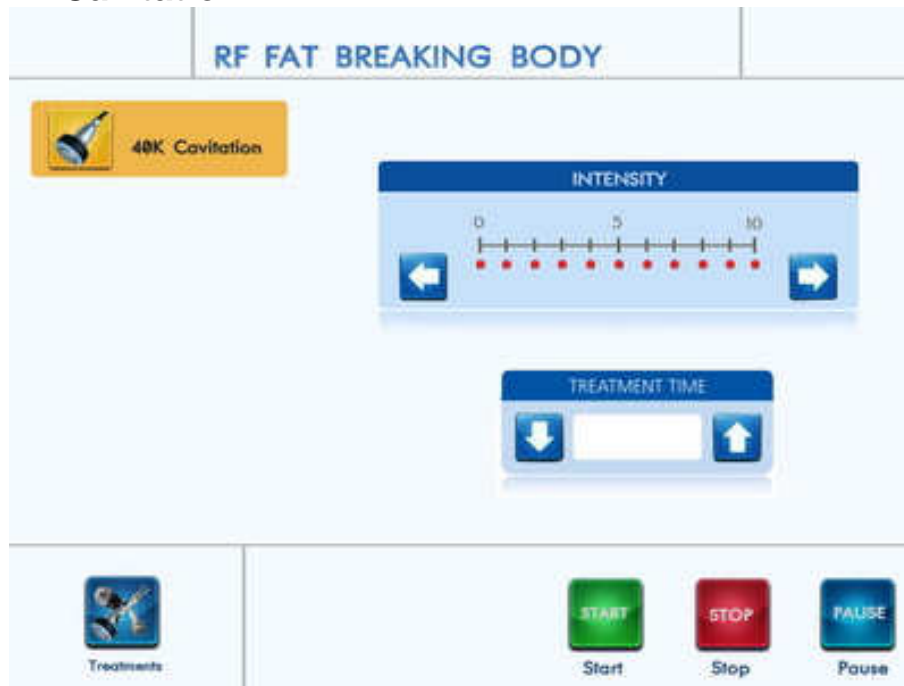 RF FAT BREAKING BODY
40K Cavitation
INTENSITY
0 5 10
TREATMENT TIME
START STOP PAUSE
Treatments Start Stop Pause